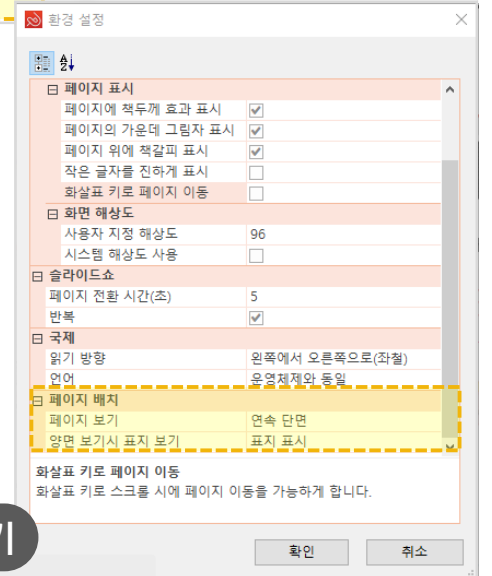 환경 설정
페이지 표시
페이지에 책두께 효과 표시
페이지의 가운데 그림자 표시
페이지 위에 책갈피 표시
작은 글자를 진하게 표시
화살표 키로 페이지 이동
화면 해상도
사용자 지정 해상도 96
시스템 해상도 사용
슬라이드쇼
페이지 전환 시간(초) 5
반복
국제
읽기 방향 왼쪽에서 오른쪽으로(좌철)
언어 운영체제와 동일
페이지 배치
페이지 보기 연속 단면
양면 보기시 표지 보기 표지 표시
화살표 키로 페이지 이동
화살표 키로 스크롤 시에 페이지 이동을 가능하게 합니다.
확인 취소